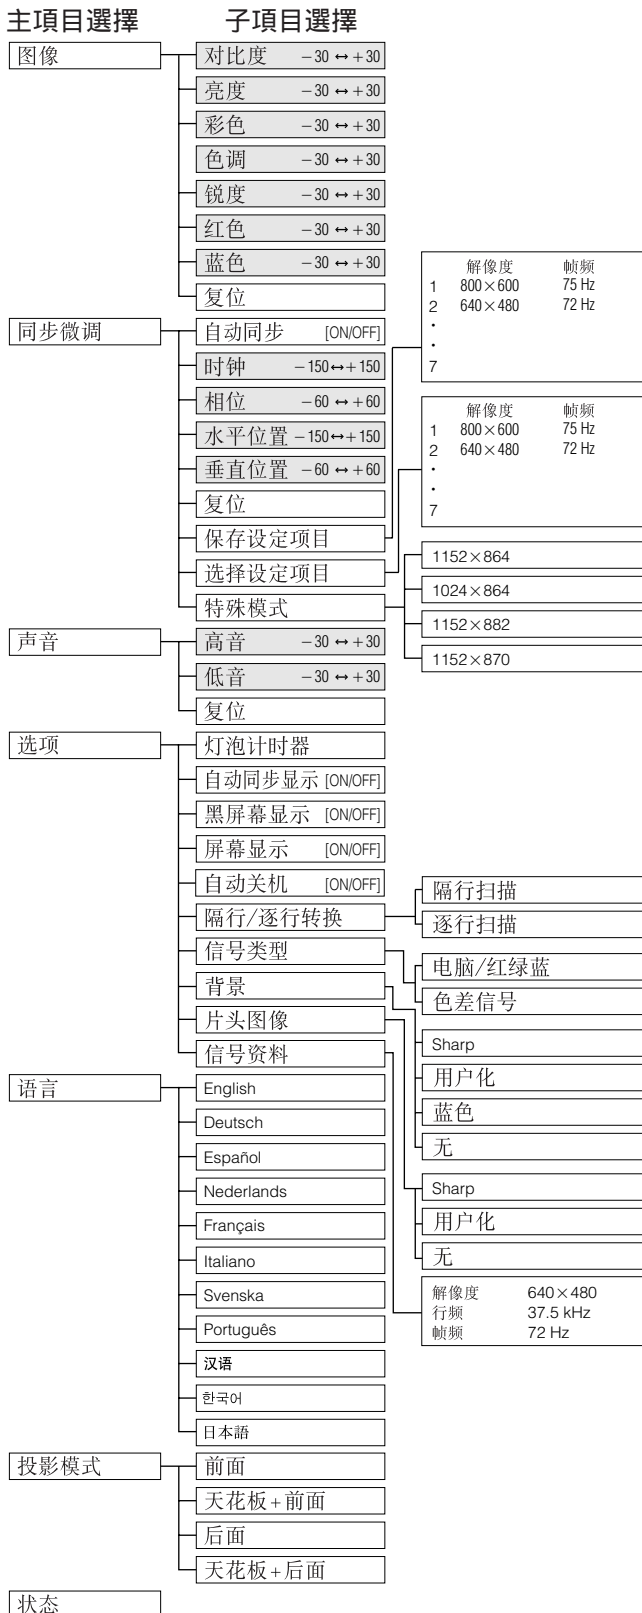 主項目選擇 子項目選擇
图像
对比度 −30 ↔ +30
亮度 −30 ↔ +30
彩色 −30 ↔ +30
色调 −30 ↔ +30
锐度 −30 ↔ +30
红色 −30 ↔ +30
蓝色 −30 ↔ +30
复位
同步微调
自动同步 [ON/OFF]
时钟 −150↔+150
相位 −60 ↔ +60
水平位置 −150↔+150
垂直位置 −60 ↔ +60
复位
保存设定项目
解像度 帧频
1 800×600 75 Hz
2 640×480 72 Hz
·
·
7
选择设定项目
解像度 帧频
1 800×600 75 Hz
2 640×480 72 Hz
·
·
7
特殊模式
1152×864
1024×864
1152×882
1152×870
声音
高音 −30 ↔ +30
低音 −30 ↔ +30
复位
选项
灯泡计时器
自动同步显示 [ON/OFF]
黑屏幕显示 [ON/OFF]
屏幕显示 [ON/OFF]
自动关机 [ON/OFF]
隔行/逐行转换
隔行扫描
逐行扫描
信号类型
电脑/红绿蓝
色差信号
背景
Sharp
用户化
蓝色
无
片头图像
Sharp
用户化
无
信号资料
解像度 640×480
行频 37.5 kHz
帧频 72 Hz
语言
English
Deutsch
Español
Nederlands
Français
Italiano
Svenska
Português
汉语
한국어
日本語
投影模式
前面
天花板+前面
后面
天花板+后面
状态